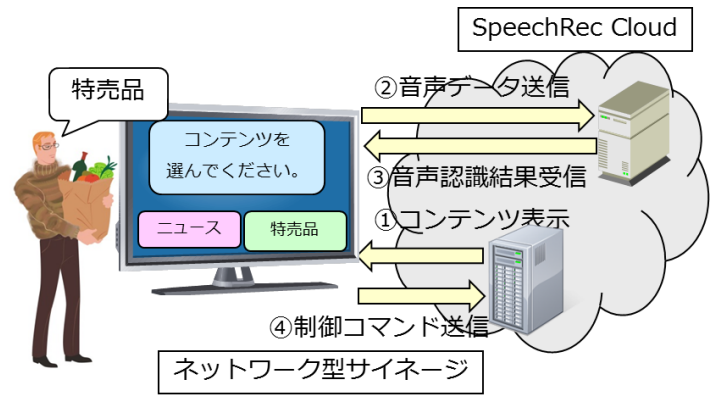 SpeechRec Cloud
特売品
②音声データ送信
コンテンツを
選んでください。
③音声認識結果受信
①コンテンツ表示
ニュース
特売品
④制御コマンド送信
ネットワーク型サイネージ